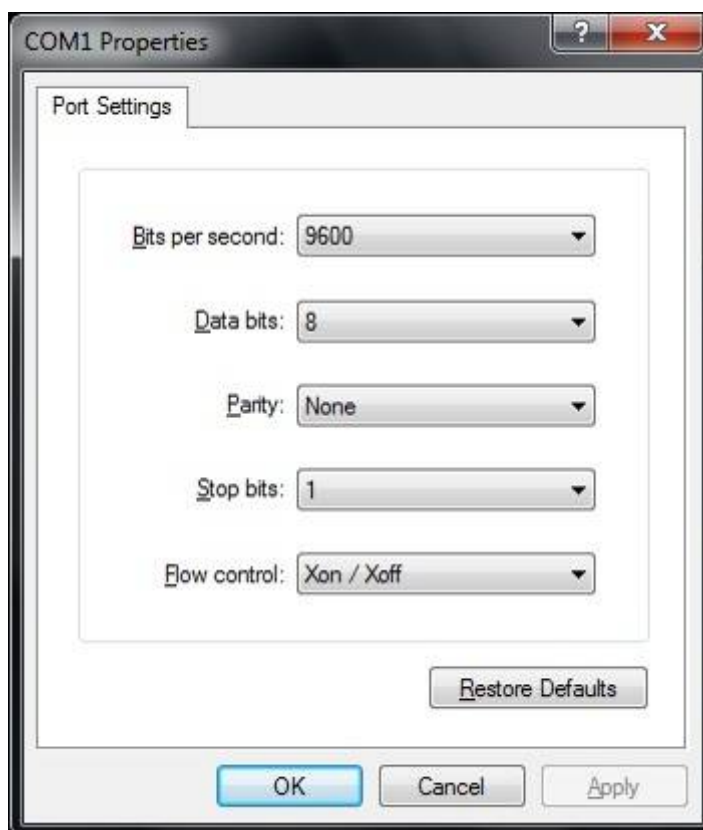 COM1 Properties
?
Port Settings
Bits per second: 9600
Data bits: 8
Parity: None
Stop bits: 1
Flow control: Xon / Xoff
Restore Defaults
OK Cancel Apply